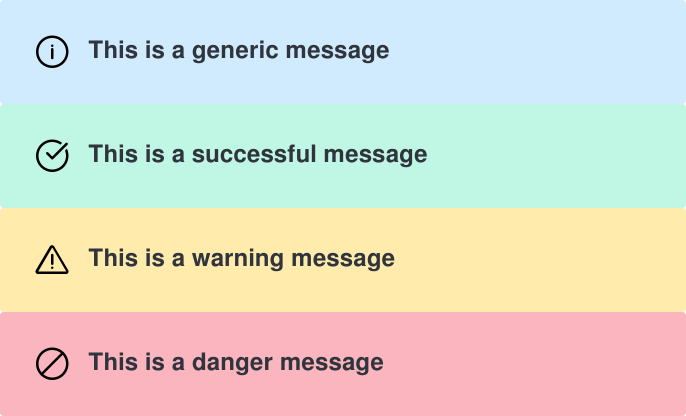 This is a generic message
This is a successful message
This is a warning message
This is a danger message